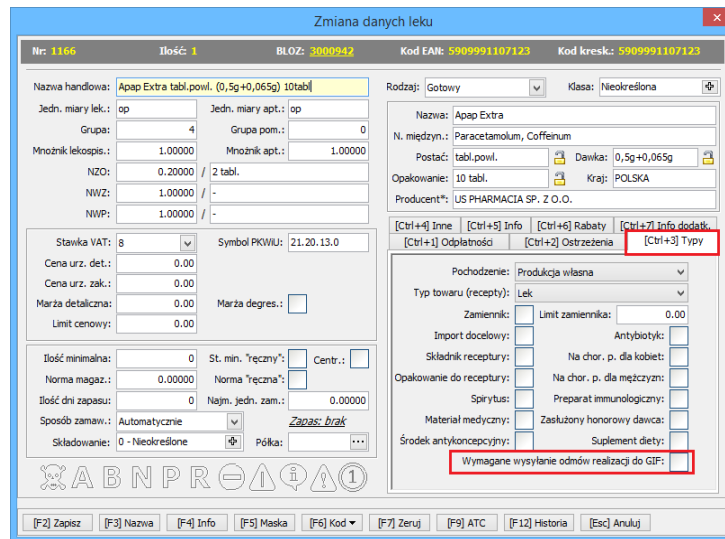 Zmiana danych leku
Nr: 1166 Ilość: 1 BLOZ: 3000942 Kod EAN: 5909991107123 Kod kresk.: 5909991107123
Nazwa handlowa: Apap Extra tabl.powl. (0,5g+0,065g) 10tabl
Jedn. miary lek.: op Jedn. miary apt.: op
Grupa: 4 Grupa pom.: 0
Mnożnik lekospis.: 1.00000 Mnożnik apt.: 1.00000
NZO: 0.20000 / 2 tabl.
NWZ: 1.00000 / -
NWP: 1.00000 / -
Rodzaj: Gotowy Klasa: Nieokreślona
Nazwa: Apap Extra
N. międzyn.: Paracetamolum, Coffeinum
Postać: tabl.powl. Dawka: 0,5g+0,065g
Opakowanie: 10 tabl. Kraj: POLSKA
Producent*: US PHARMACIA SP. Z O.O.
Stawka VAT: 8 Symbol PKWiU: 21.20.13.0
Cena urz. det.: 0.00
Cena urz. zak.: 0.00
Marża detaliczna: 0.00 Marża degres.:
Limit cenowy: 0.00
[Ctrl+4] Inne [Ctrl+5] Info [Ctrl+6] Rabaty [Ctrl+7] Info dodatk.
[Ctrl+1] Odpłatności [Ctrl+2] Ostrzeżenia [Ctrl+3] Typy
Pochodzenie: Produkcja własna
Typ towaru (recepty): Lek
Zamiennik: Limit zamiennika: 0.00
Import docelowy: Antybiotyk:
Składnik receptury: Na chor. p. dla kobiet:
Opakowanie do receptury: Na chor. p. dla mężczyzn:
Spirytus: Preparat immunologiczny:
Materiał medyczny: Zasłużony honorowy dawca:
Środek antykoncepcyjny: Suplement diety:
Wymagane wysyłanie odmów realizacji do GIF:
Ilość minimalna: 0 St. min. "ręczny": Centr.:
Norma magaz.: 0.00000 Norma "ręczna":
Ilość dni zapasu: 0 Najm. jedn. zam.: 0.00000
Sposób zamaw.: Automatycznie Zapas: brak
Składowanie: 0 - Nieokreślone Półka: ...
A B N P R 1
[F2] Zapisz [F3] Nazwa [F4] Info [F5] Maska [F6] Kod [F7] Zeruj [F9] ATC [F12] Historia [Esc] Anuluj